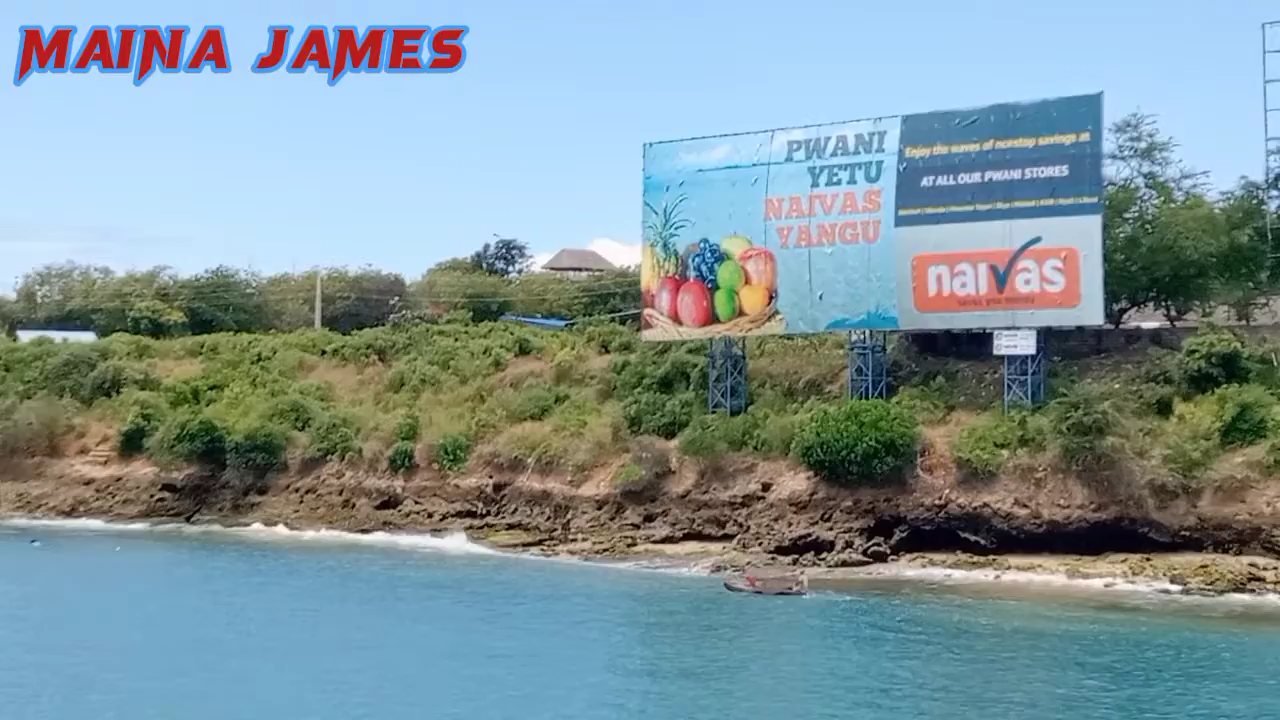 MAINA JAMES
PWANI
YETU
NAIVAS
YANGU
Enjoy the waves of nonstop savings at
AT ALL OUR PWANI STORES
naivas